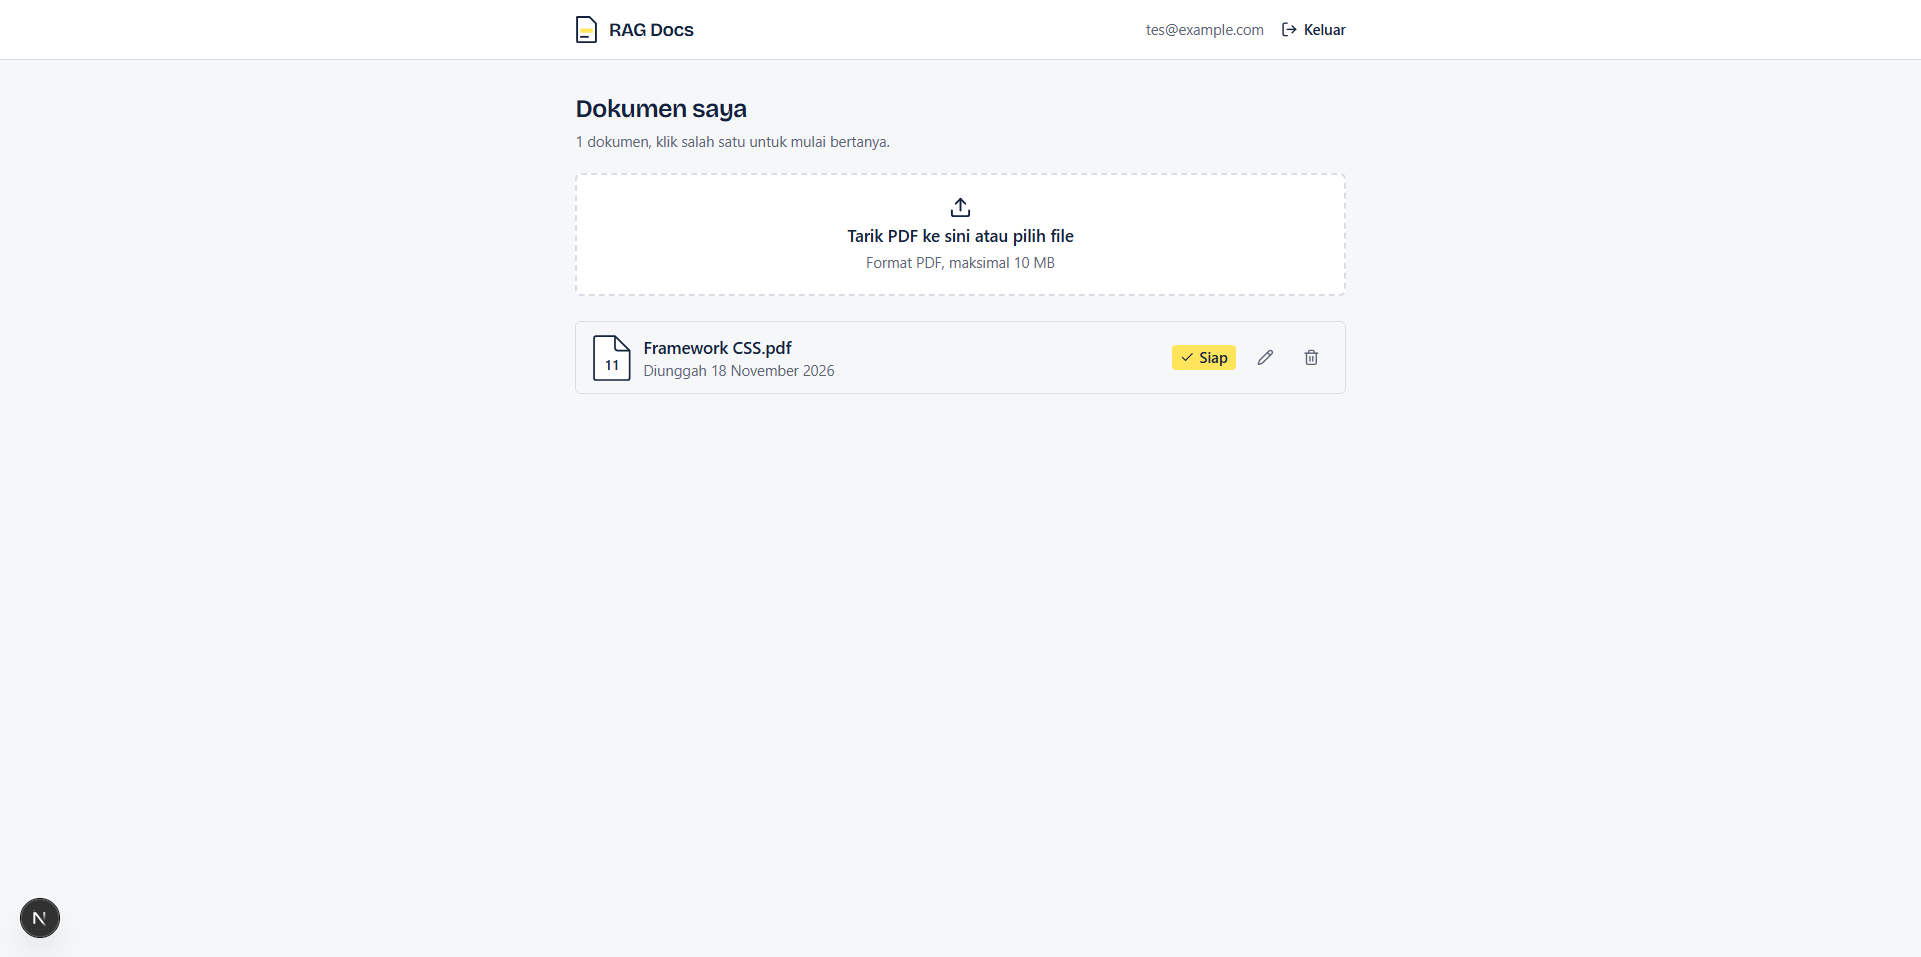 RAG Docs
tes@example.com Keluar
Dokumen saya
1 dokumen, klik salah satu untuk mulai bertanya.
Tarik PDF ke sini atau pilih file
Format PDF, maksimal 10 MB
11
Framework CSS.pdf
Diunggah 18 November 2026
Siap
N